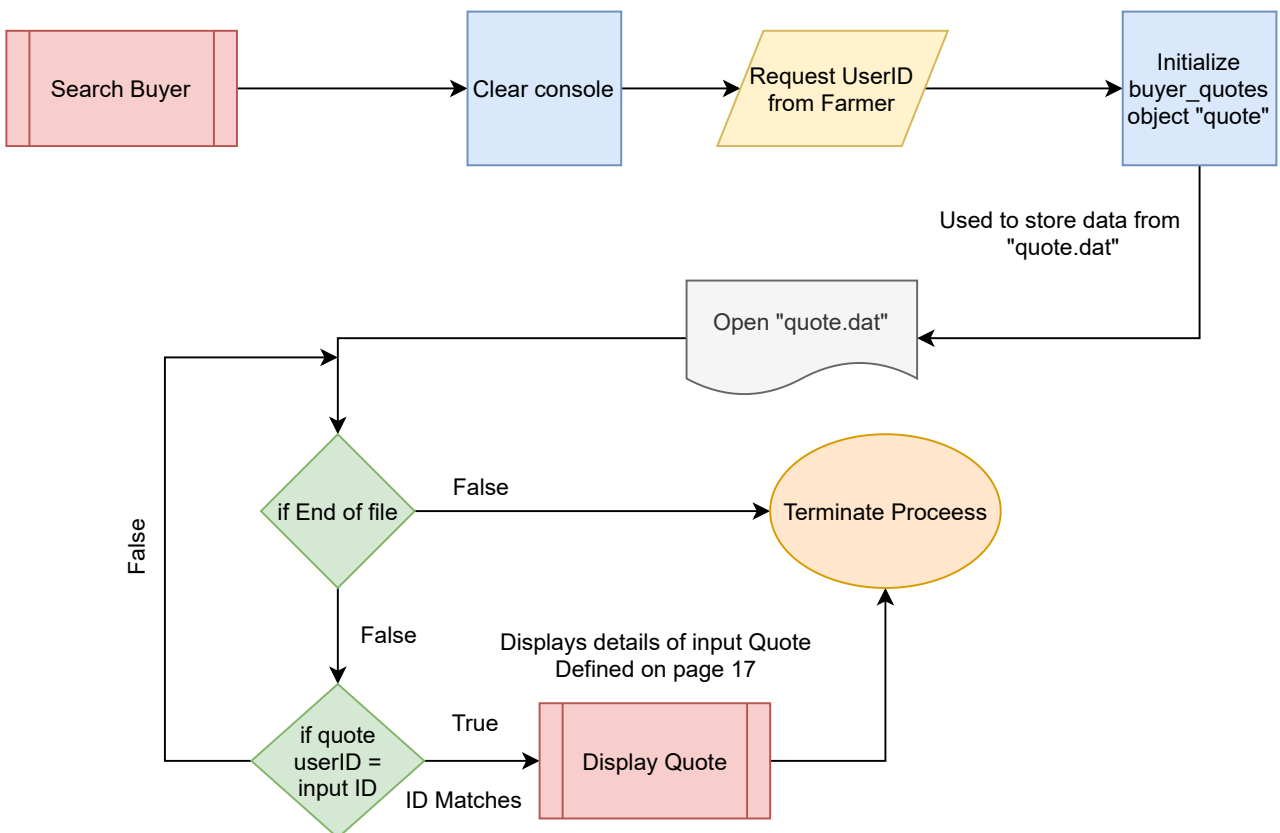 Search Buyer
Clear console
Request UserID
from Farmer
Initialize
buyer_quotes
object "quote"
Used to store data from
"quote.dat"
Open "quote.dat"
if End of file
False
Terminate Proceess
False
False
Displays details of input Quote
Defined on page 17
if quote
userID =
input ID
True
ID Matches
Display Quote